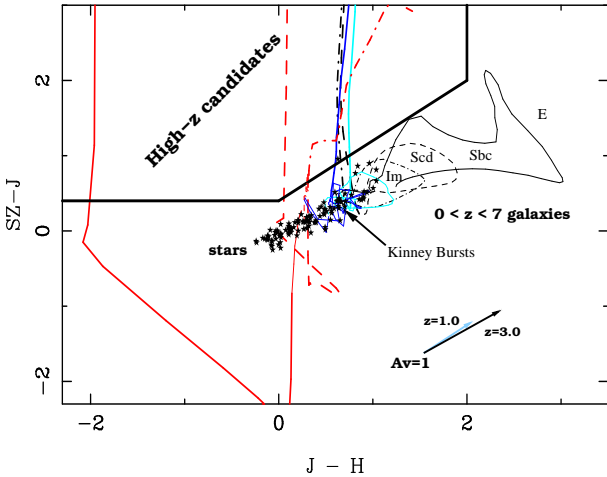 High-z candidates
E
Scd
Sbc
Im
0 < z < 7 galaxies
stars
Kinney Bursts
z=1.0
z=3.0
Av=1
SZ-J
2
0
-2
-2
0
2
J - H